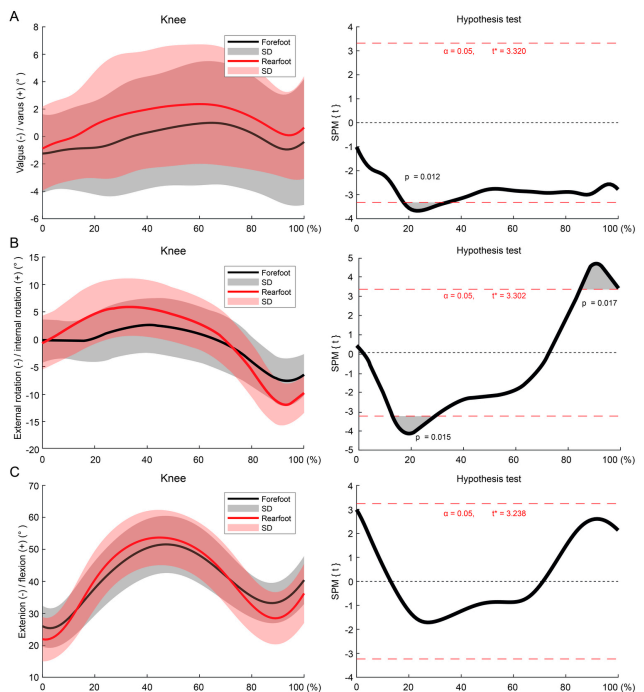 A
Knee
Hypothesis test
Valgus (-) / varus (+) (°)
8
6
4
2
0
-2
-4
-6
Forefoot
SD
Rearfoot
SD
0 20 40 60 80 100 (%)
SPM { t }
4
3
2
1
0
-1
-2
-3
-4
α = 0.05, t* = 3.320
p = 0.012
0 20 40 60 80 100 (%)
B
Knee
Hypothesis test
External rotation (-) / internal rotation (+) (°)
15
10
5
0
-5
-10
-15
-20
Forefoot
SD
Rearfoot
SD
0 20 40 60 80 100 (%)
SPM { t }
5
4
3
2
1
0
-1
-2
-3
-4
-5
α = 0.05, t* = 3.302
p = 0.017
p = 0.015
0 20 40 60 80 100 (%)
C
Knee
Hypothesis test
Extenion (-) / flexion (+) (°)
70
60
50
40
30
20
10
Forefoot
SD
Rearfoot
SD
0 20 40 60 80 100 (%)
SPM { t }
4
3
2
1
0
-1
-2
-3
-4
α = 0.05, t* = 3.238
0 20 40 60 80 100 (%)